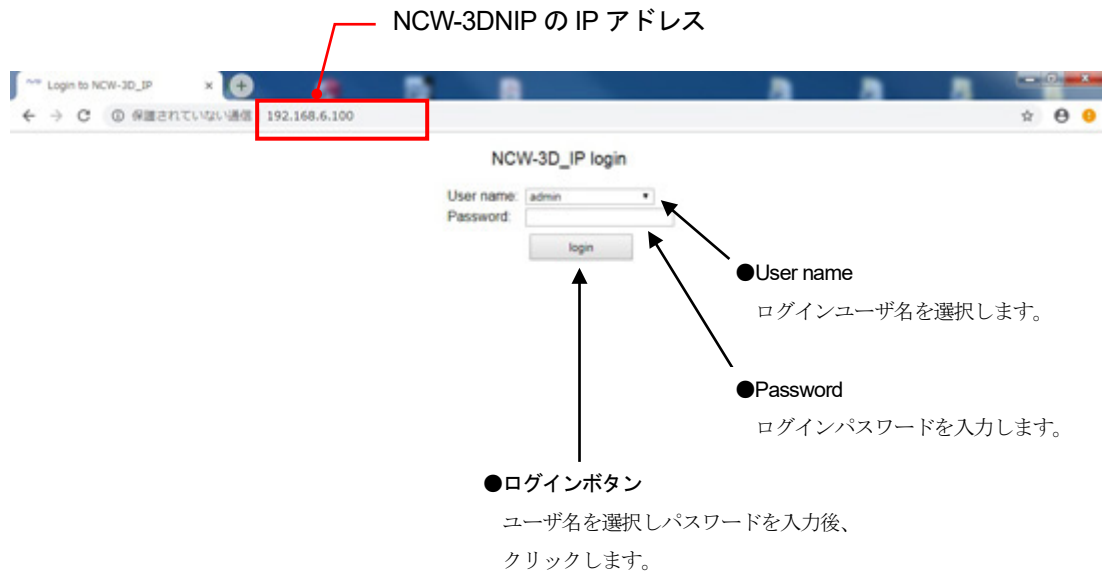 NCW-3DNIP の IP アドレス
Login to NCW-3D_IP
保護されていない通信 192.168.6.100
NCW-3D_IP login
User name: admin
Password:
login
●User name
ログインユーザ名を選択します。
●Password
ログインパスワードを入力します。
●ログインボタン
ユーザ名を選択しパスワードを入力後、
クリックします。